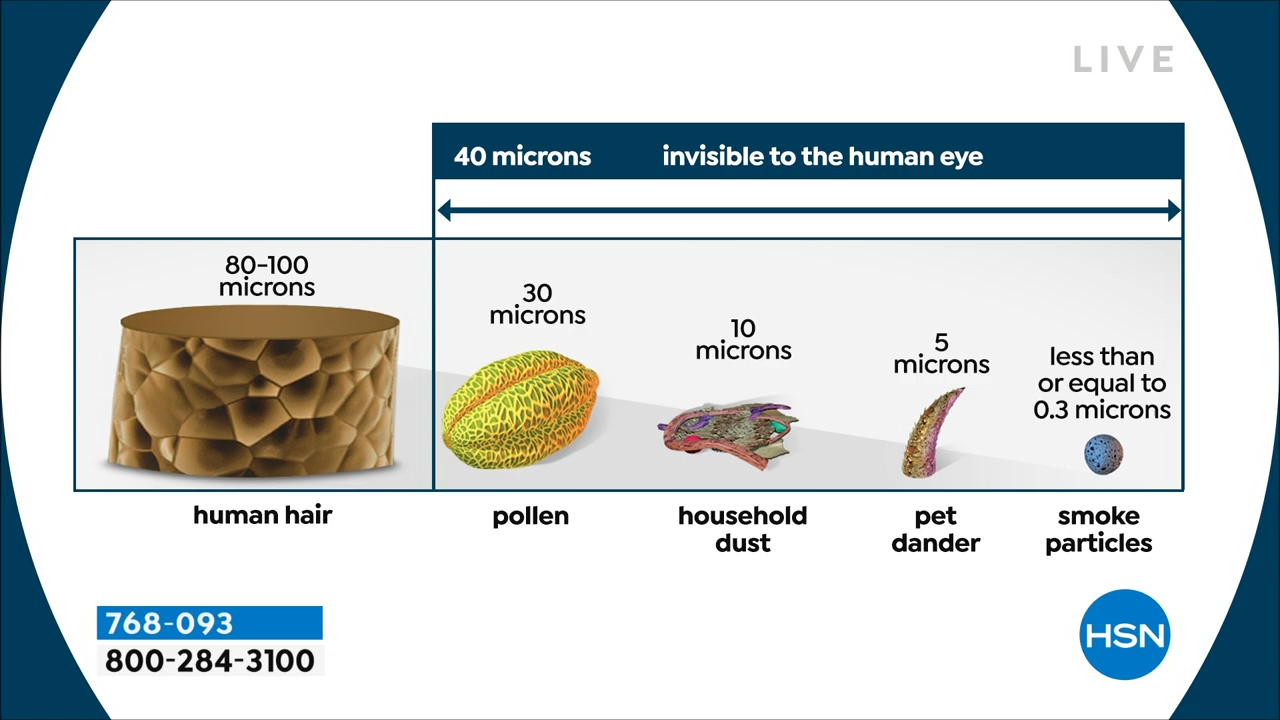 LIVE
40 microns invisible to the human eye
80-100
microns
30
microns
10
microns
5
microns
less than
or equal to
0.3 microns
human hair
pollen
household
dust
pet
dander
smoke
particles
768-093
800-284-3100
HSN